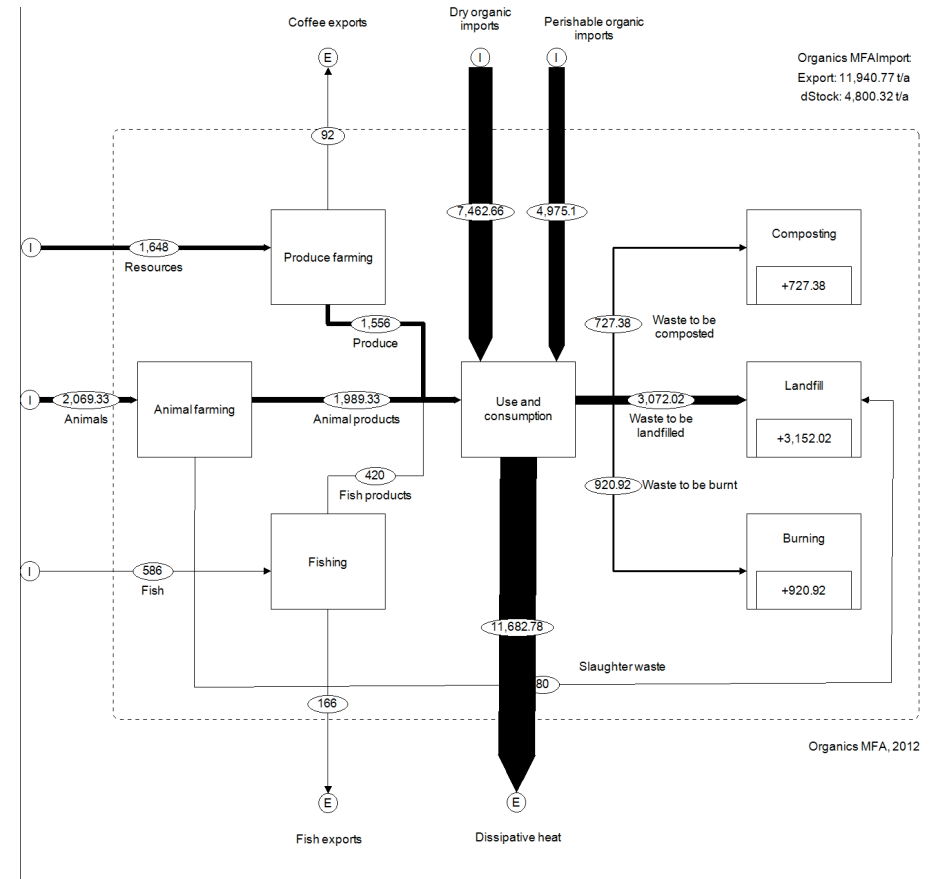 Coffee exports
Dry organic
imports
Perishable organic
imports
E
I
I
Organics MFAImport:
Export: 11,940.77 t/a
dStock: 4,800.32 t/a
92
7,462.66
4,975.1
I
1,648
Resources
Produce farming
Composting
+727.38
1,556
Produce
727.38
Waste to be
composted
I
2,069.33
Animals
Animal farming
1,989.33
Animal products
Use and
consumption
3,072.02
Waste to be
landfilled
Landfill
+3,152.02
420
Fish products
920.92
Waste to be burnt
I
586
Fish
Fishing
Burning
+920.92
11,682.78
Slaughter waste
80
166
Organics MFA, 2012
E
E
Fish exports
Dissipative heat